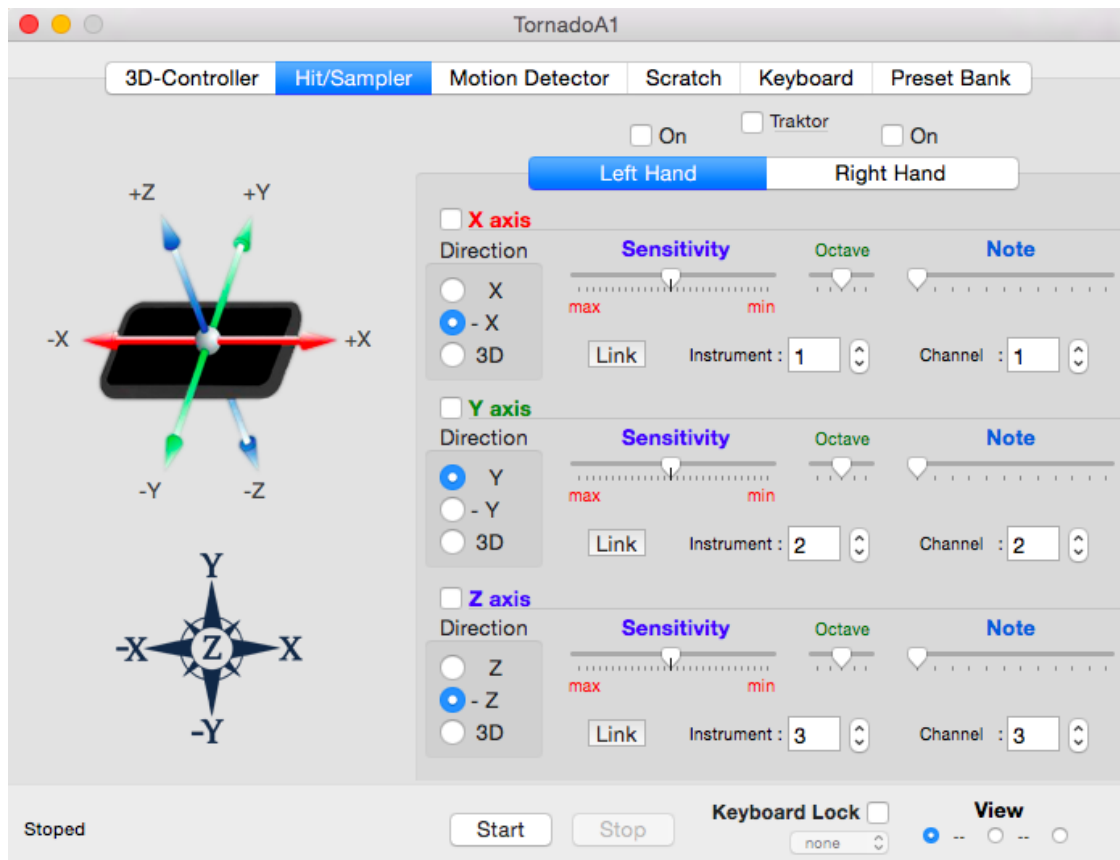 TornadoA1
3D-Controller Hit/Sampler Motion Detector Scratch Keyboard Preset Bank
On Traktor On
Left Hand Right Hand
+Z +Y
-X +X
-Y -Z
Y
-X Z X
-Y
X axis
Direction Sensitivity Octave Note
X
- X
3D
max min
Link Instrument : 1 Channel : 1
Y axis
Direction Sensitivity Octave Note
Y
- Y
3D
max min
Link Instrument : 2 Channel : 2
Z axis
Direction Sensitivity Octave Note
Z
- Z
3D
max min
Link Instrument : 3 Channel : 3
Stoped Start Stop Keyboard Lock View
none -- --